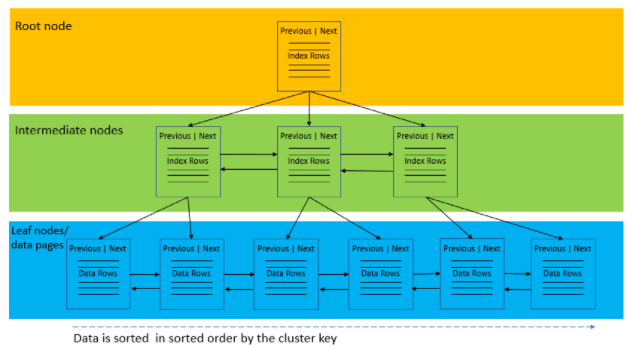 Root node
Previous | Next
Index Rows
Intermediate nodes
Previous | Next
Index Rows
Previous | Next
Index Rows
Previous | Next
Index Rows
Leaf nodes/
data pages
Previous | Next
Data Rows
Previous | Next
Data Rows
Previous | Next
Data Rows
Previous | Next
Data Rows
Previous | Next
Data Rows
Previous | Next
Data Rows
Data is sorted in sorted order by the cluster key